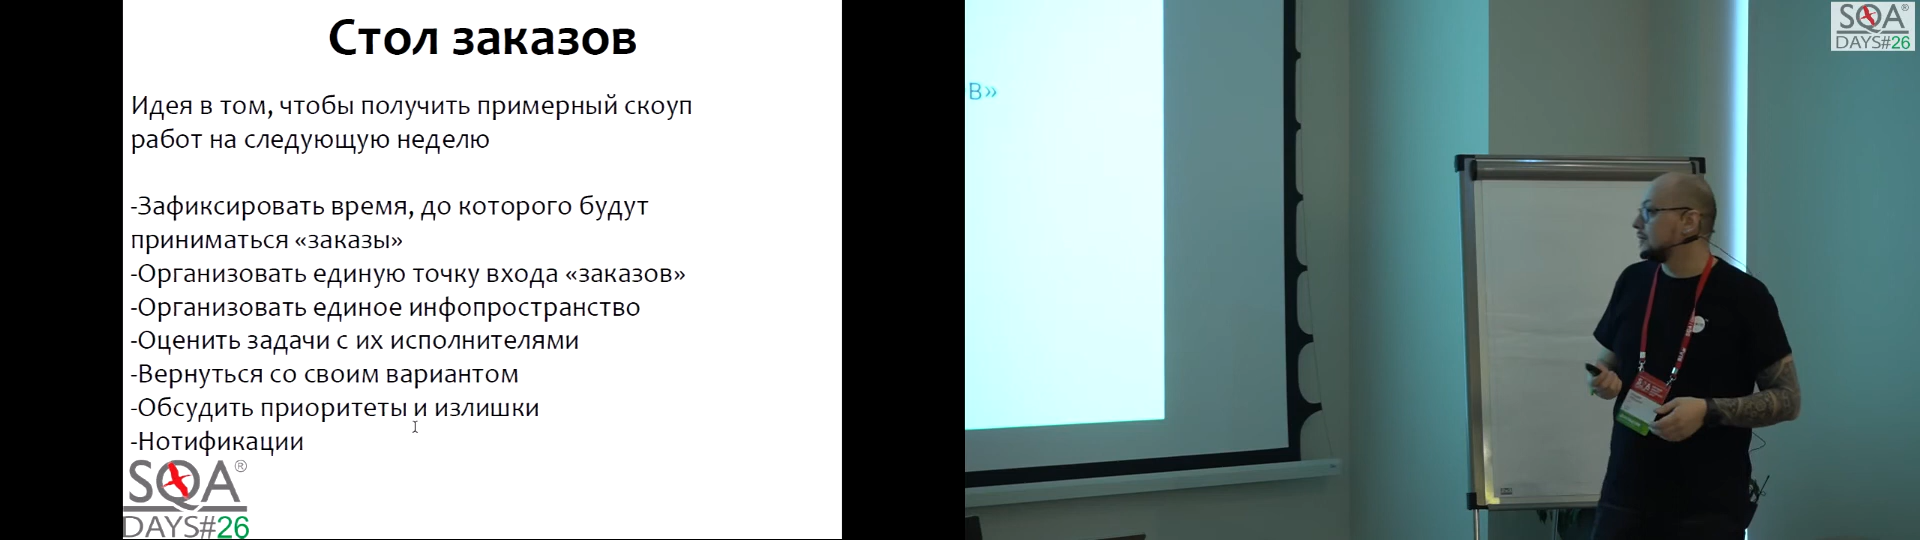 Стол заказов
Идея в том, чтобы получить примерный скоуп
работ на следующую неделю
-Зафиксировать время, до которого будут
приниматься «заказы»
-Организовать единую точку входа «заказов»
-Организовать единое инфопространство
-Оценить задачи с их исполнителями
-Вернуться со своим вариантом
-Обсудить приоритеты и излишки
-Нотификации
SQA®
DAYS#26
в»
SQA®
DAYS#26